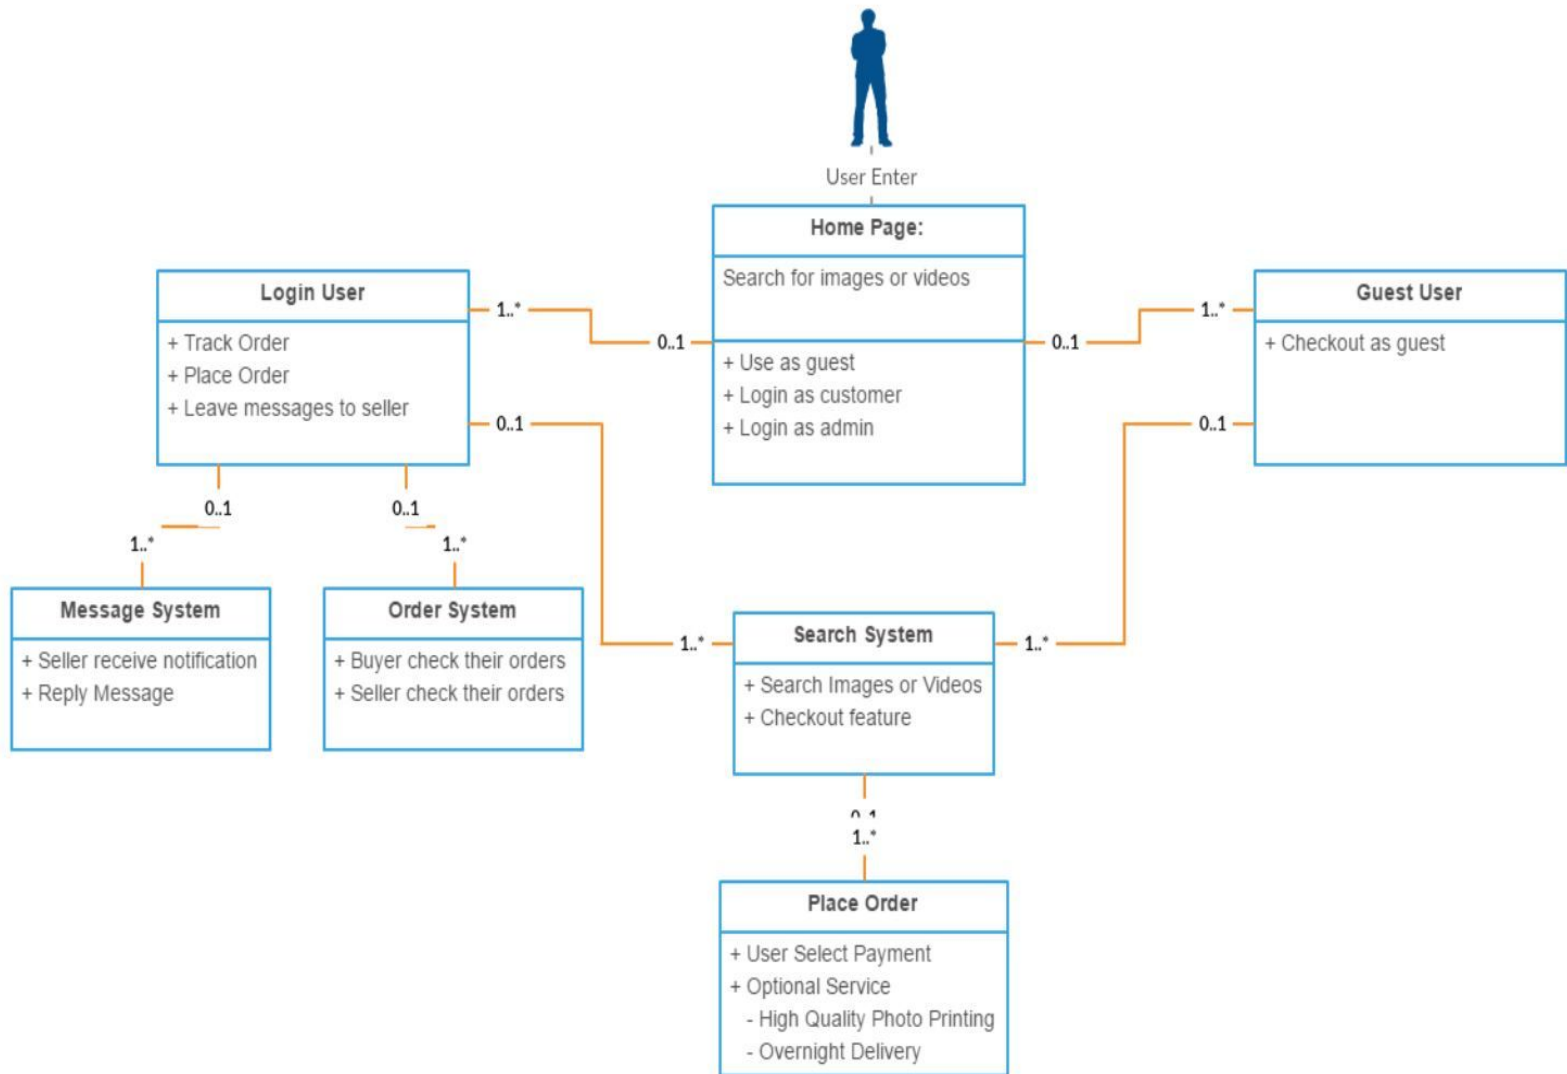 User Enter
Home Page:
Search for images or videos
+ Use as guest
+ Login as customer
+ Login as admin
Login User
+ Track Order
+ Place Order
+ Leave messages to seller
Guest User
+ Checkout as guest
1..*
0..1
0..1
1..*
0..1
0..1
0..1
0..1
1..*
1..*
Message System
+ Seller receive notification
+ Reply Message
Order System
+ Buyer check their orders
+ Seller check their orders
1..*
1..*
Search System
+ Search Images or Videos
+ Checkout feature
0..1
1..*
Place Order
+ User Select Payment
+ Optional Service
- High Quality Photo Printing
- Overnight Delivery